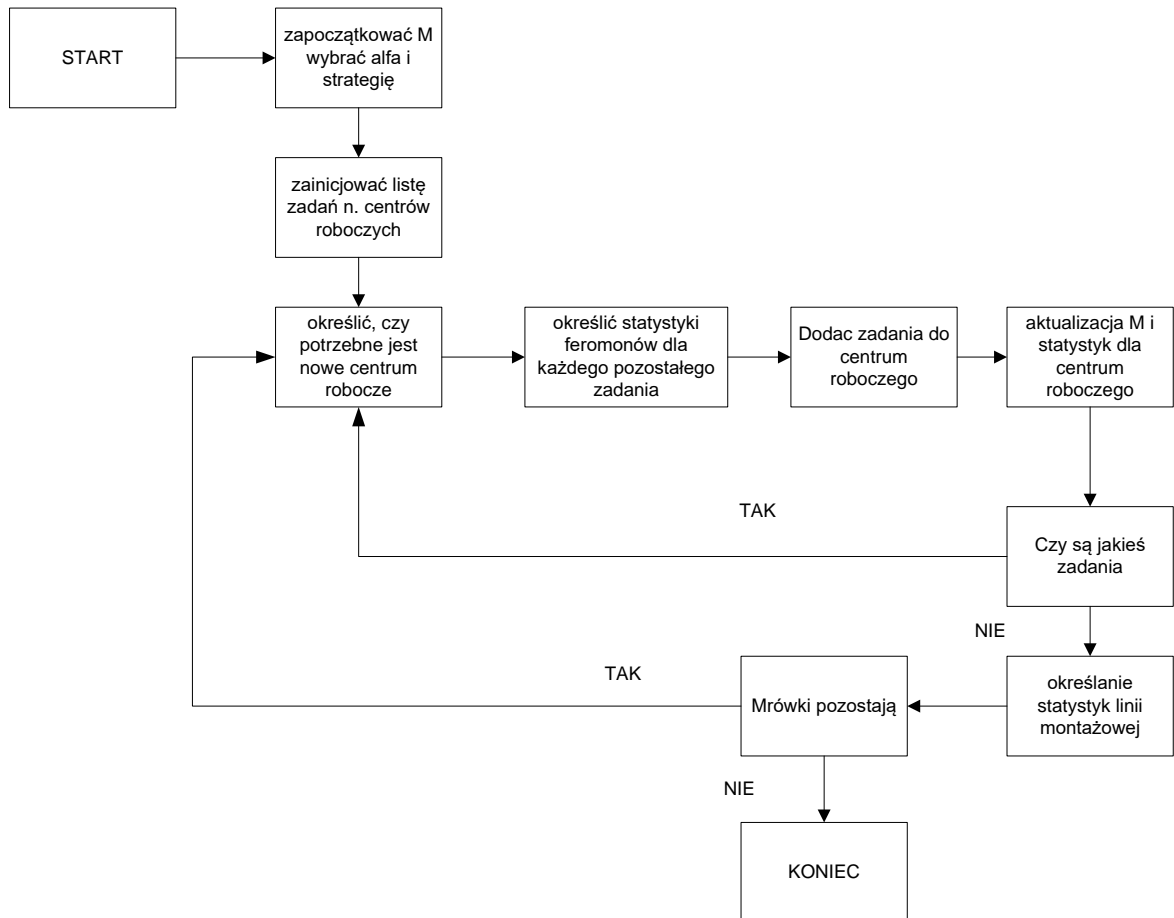 START
zapoczątkować M
wybrać alfa i
strategię
zainicjować listę
zadań n. centrów
roboczych
określić, czy
potrzebne jest
nowe centrum
robocze
określić statystyki
feromonów dla
każdego pozostałego
zadania
Dodac zadania do
centrum
roboczego
aktualizacja M i
statystyk dla
centrum
roboczego
TAK
Czy są jakieś
zadania
NIE
TAK
Mrówki pozostają
określanie
statystyk linii
montażowej
NIE
KONIEC